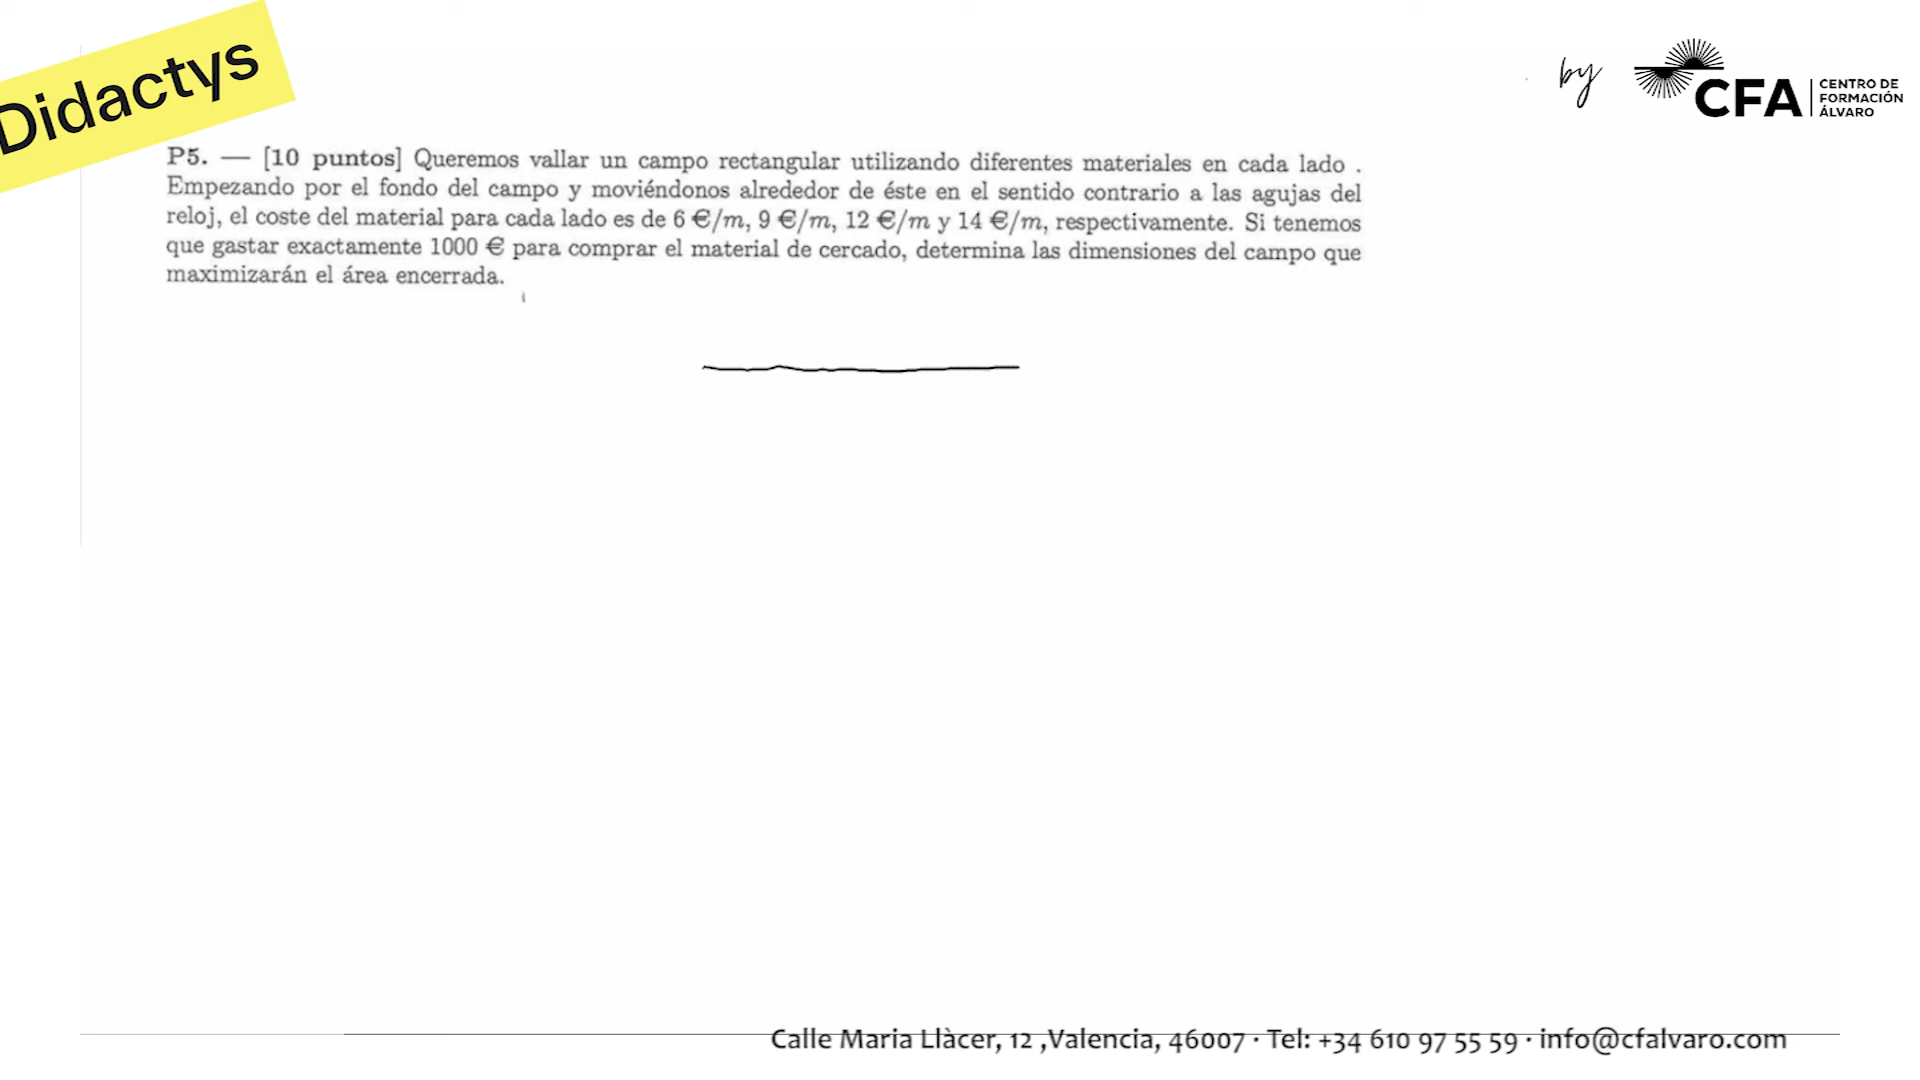 Didactys
by
CFA
CENTRO DE
FORMACIÓN
ÁLVARO
P5. — [10 puntos] Queremos vallar un campo rectangular utilizando diferentes materiales en cada lado .
Empezando por el fondo del campo y moviéndonos alrededor de éste en el sentido contrario a las agujas del
reloj, el coste del material para cada lado es de 6 €/m, 9 €/m, 12 €/m y 14 €/m, respectivamente. Si tenemos
que gastar exactamente 1000 € para comprar el material de cercado, determina las dimensiones del campo que
maximizarán el área encerrada.
Calle Maria Llàcer, 12 ,Valencia, 46007 · Tel: +34 610 97 55 59 · info@cfalvaro.com